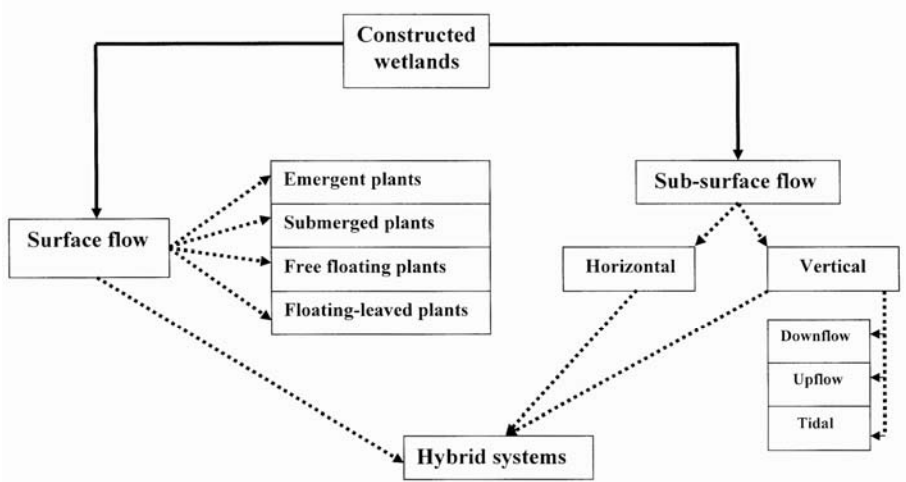 Constructed
wetlands
Emergent plants
Sub-surface flow
Submerged plants
Surface flow
Free floating plants
Horizontal
Vertical
Floating-leaved plants
Downflow
Upflow
Tidal
Hybrid systems